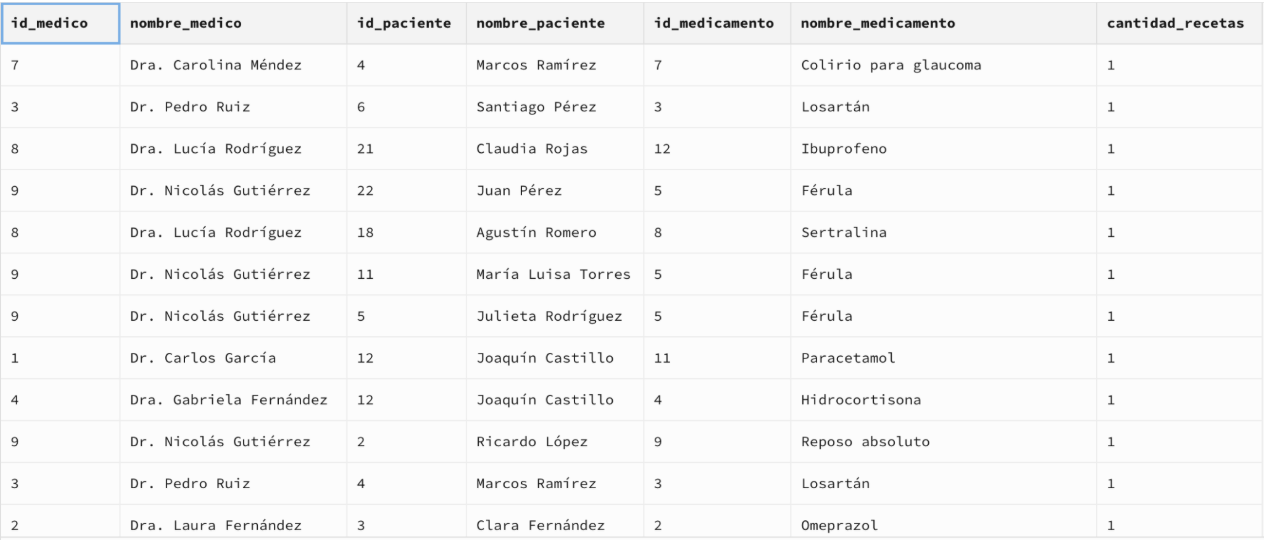 id_medico nombre_medico id_paciente nombre_paciente id_medicamento nombre_medicamento cantidad_recetas
7 Dra. Carolina Méndez 4 Marcos Ramírez 7 Colirio para glaucoma 1
3 Dr. Pedro Ruiz 6 Santiago Pérez 3 Losartán 1
8 Dra. Lucía Rodríguez 21 Claudia Rojas 12 Ibuprofeno 1
9 Dr. Nicolás Gutiérrez 22 Juan Pérez 5 Férula 1
8 Dra. Lucía Rodríguez 18 Agustín Romero 8 Sertralina 1
9 Dr. Nicolás Gutiérrez 11 María Luisa Torres 5 Férula 1
9 Dr. Nicolás Gutiérrez 5 Julieta Rodríguez 5 Férula 1
1 Dr. Carlos García 12 Joaquín Castillo 11 Paracetamol 1
4 Dra. Gabriela Fernández 12 Joaquín Castillo 4 Hidrocortisona 1
9 Dr. Nicolás Gutiérrez 2 Ricardo López 9 Reposo absoluto 1
3 Dr. Pedro Ruiz 4 Marcos Ramírez 3 Losartán 1
2 Dra. Laura Fernández 3 Clara Fernández 2 Omeprazol 1